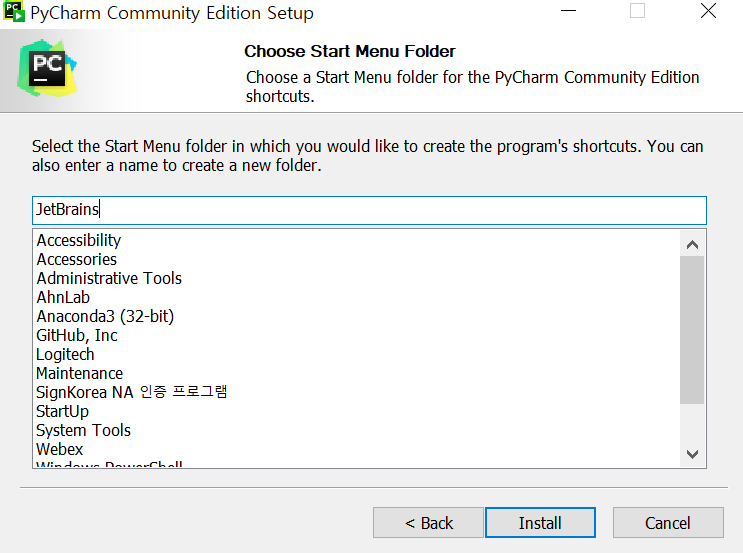 PyCharm Community Edition Setup
PC
Choose Start Menu Folder
Choose a Start Menu folder for the PyCharm Community Edition
shortcuts.
Select the Start Menu folder in which you would like to create the program's shortcuts. You can
also enter a name to create a new folder.
JetBrains
Accessibility
Accessories
Administrative Tools
AhnLab
Anaconda3 (32-bit)
GitHub, Inc
Logitech
Maintenance
SignKorea NA 인증 프로그램
StartUp
System Tools
Webex
Windows PowerShell
< Back
Install
Cancel